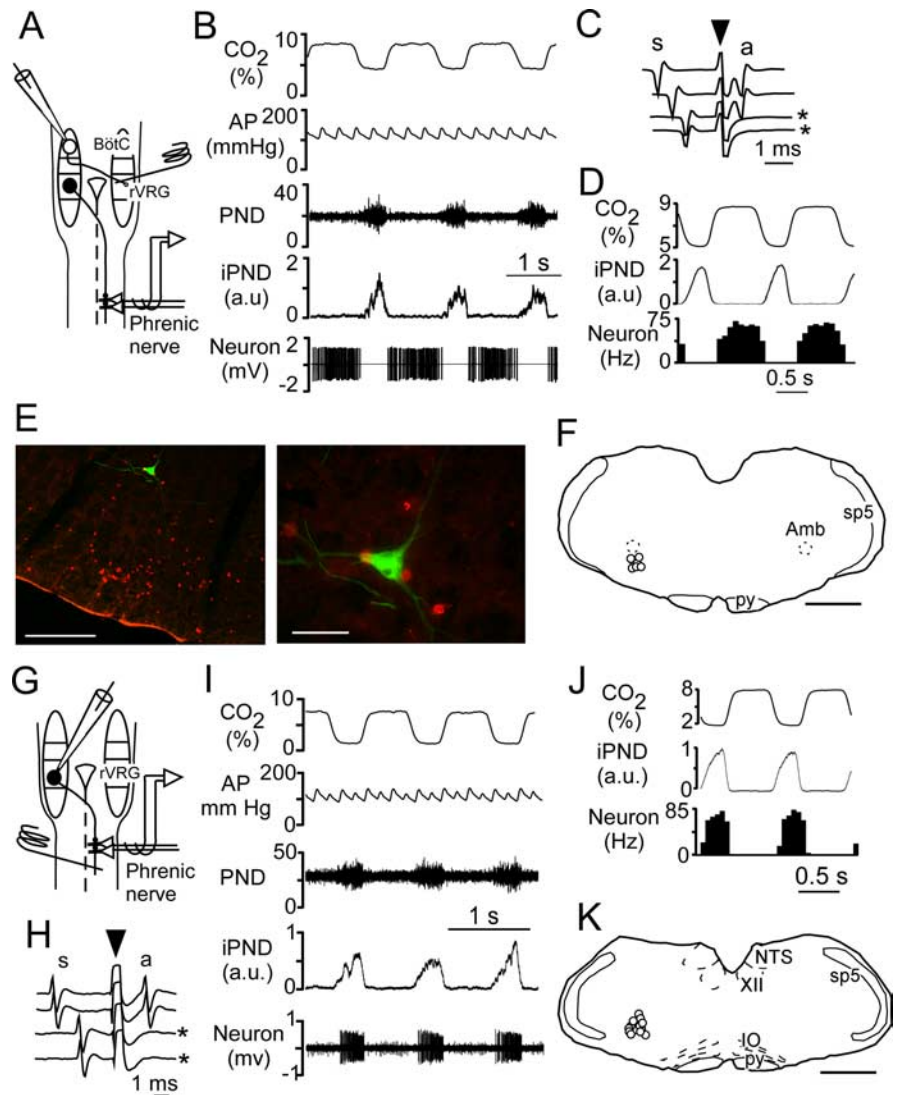 A
BötC
rVRG
Phrenic
nerve
B
CO2
(%)
10
0
AP
(mmHg)
200
0
PND
40
0
iPND
(a.u)
2
0
1 s
Neuron
(mV)
2
-2
C
s
a
*
*
1 ms
D
CO2
(%)
9
5
iPND
(a.u.)
2
0
Neuron
(Hz)
75
0
0.5 s
E
F
Amb
sp5
py
G
rVRG
Phrenic
nerve
H
s
a
*
*
1 ms
I
CO2
(%)
10
0
AP
mm Hg
200
0
PND
50
0
1 s
iPND
(a.u.)
1
0
Neuron
(mv)
1
-1
J
CO2
(%)
8
2
iPND
(a.u.)
1
0
Neuron
(Hz)
85
0
0.5 s
K
NTS
XII
sp5
IO
py